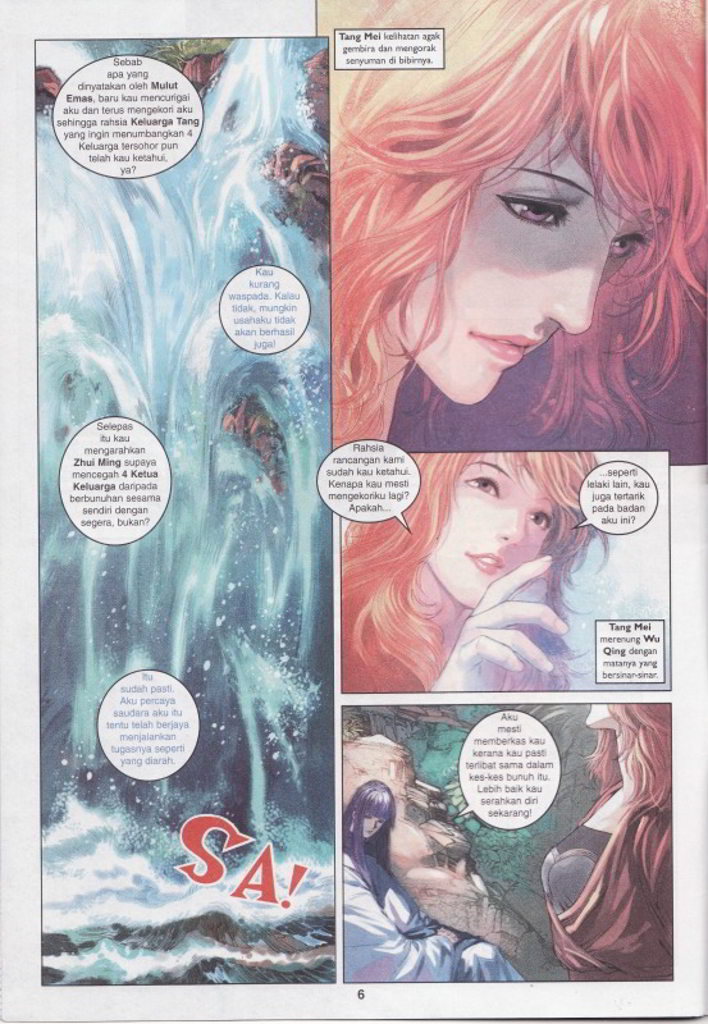 Sebab
apa yang
dinyatakan oleh Mulut
Emas, baru kau mencurigai
aku dan terus mengekori aku
sehingga rahsia Keluarga Tang
yang ingin menumbangkan 4
Keluarga tersohor pun
telah kau ketahui,
ya?
Kau
kurang
waspada. Kalau
tidak, mungkin
usahaku tidak
akan berhasil
juga!
Selepas
itu kau
mengarahkan
Zhui Ming supaya
mencegah 4 Ketua
Keluarga daripada
berbunuhan sesama
sendiri dengan
segera, bukan?
Itu
sudah pasti.
Aku percaya
saudara aku itu
tentu telah berjaya
menjalankan
tugasnya seperti
yang diarah.
SA!
Tang Mei kelihatan agak
gembira dan mengorak
senyuman di bibirnya.
Rahsia
rancangan kami
sudah kau ketahui.
Kenapa kau mesti
mengekoriku lagi?
Apakah...
...seperti
lelaki lain, kau
juga tertarik
pada badan
aku ini?
Tang Mei
merenung Wu
Qing dengan
matanya yang
bersinar-sinar.
Aku
mesti
memberkas kau
kerana kau pasti
terlibat sama dalam
kes-kes bunuh itu.
Lebih baik kau
serahkan diri
sekarang!
6